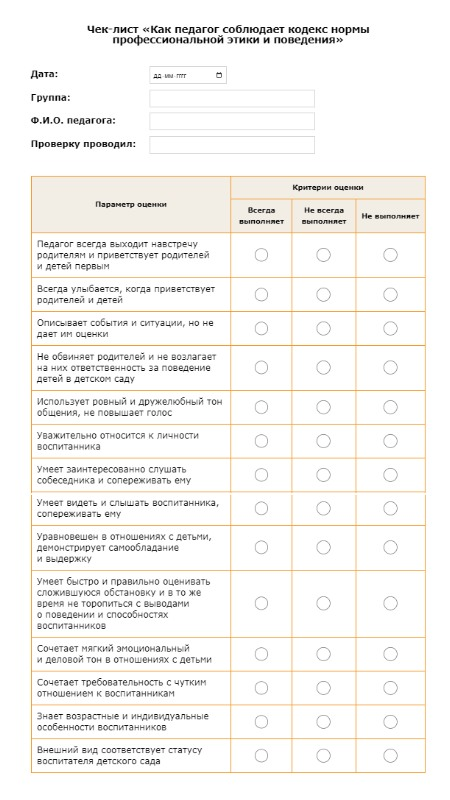 Чек-лист «Как педагог соблюдает кодекс нормы
профессиональной этики и поведения»
Дата:
дд-мм-гггг
Группа:
Ф.И.О. педагога:
Проверку проводил:
Параметр оценки
Критерии оценки
Всегда
выполняет
Не всегда
выполняет
Не выполняет
Педагог всегда выходит навстречу
родителям и приветствует родителей
и детей первым
Всегда улыбается, когда приветствует
родителей и детей
Описывает события и ситуации, но не
дает им оценки
Не обвиняет родителей и не возлагает
на них ответственность за поведение
детей в детском саду
Использует ровный и дружелюбный тон
общения, не повышает голос
Уважительно относится к личности
воспитанника
Умеет заинтересованно слушать
собеседника и сопереживать ему
Умеет видеть и слышать воспитанника,
сопереживать ему
Уравновешен в отношениях с детьми,
демонстрирует самообладание
и выдержку
Умеет быстро и правильно оценивать
сложившуюся обстановку и в то же
время не торопиться с выводами
о поведении и способностях
воспитанников
Сочетает мягкий эмоциональный
и деловой тон в отношениях с детьми
Сочетает требовательность с чутким
отношением к воспитанникам
Знает возрастные и индивидуальные
особенности воспитанников
Внешний вид соответствует статусу
воспитателя детского сада